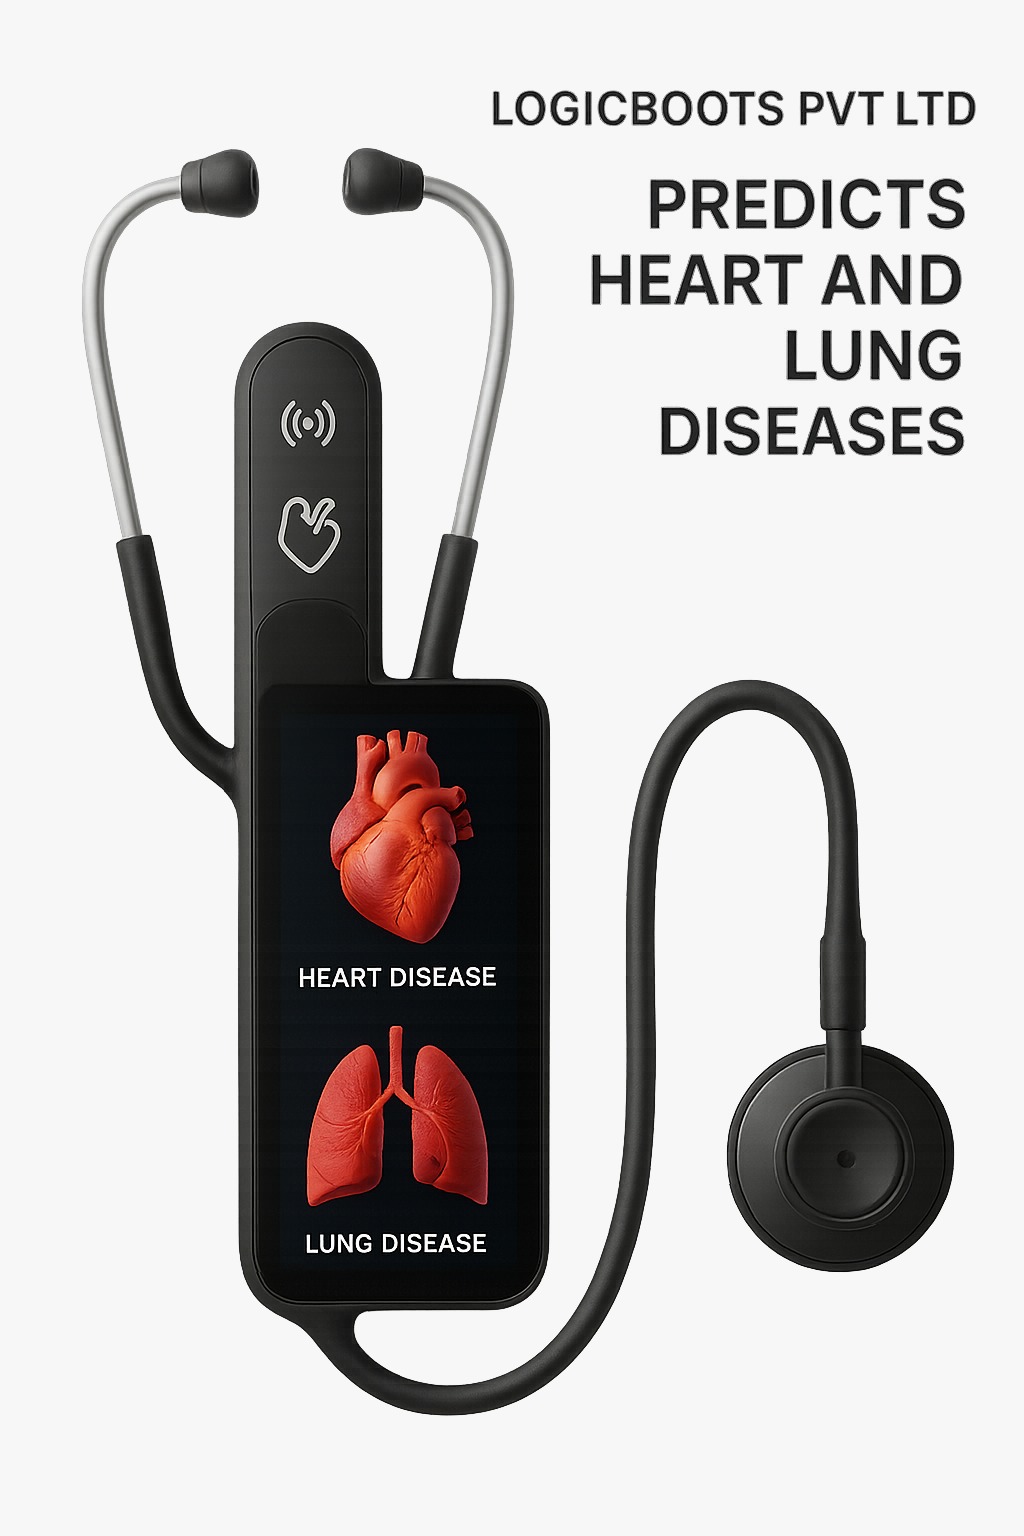 LOGICBOOTS PVT LTD
PREDICTS
HEART AND
LUNG
DISEASES
HEART DISEASE
LUNG DISEASE